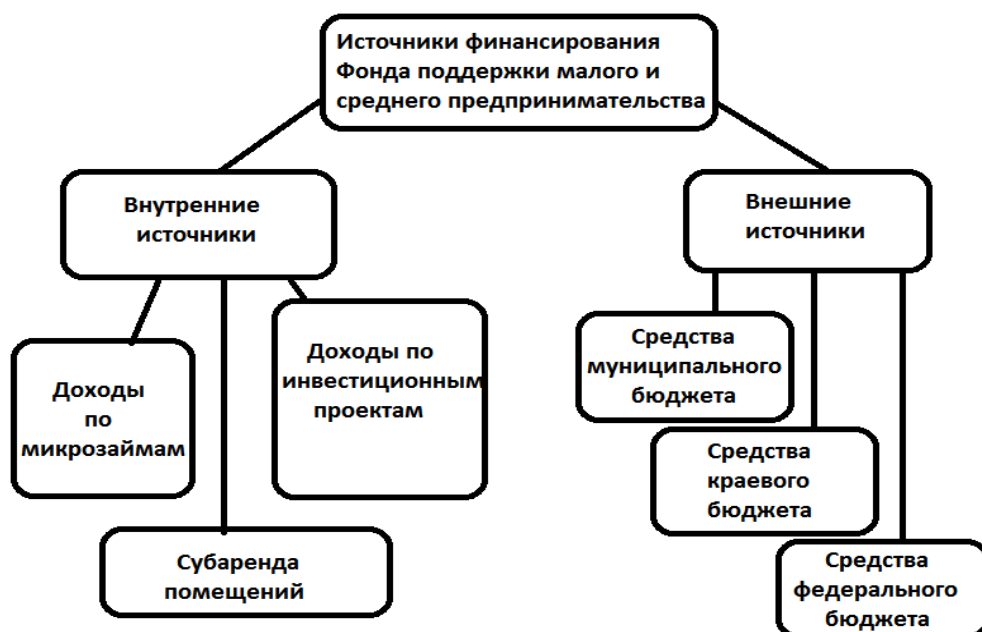 Источники финансирования
Фонда поддержки малого и
среднего предпринимательства
Внутренние
источники
Внешние
источники
Доходы
по
микрозаймам
Доходы по
инвестиционным
проектам
Субаренда
помещений
Средства
муниципального
бюджета
Средства
краевого
бюджета
Средства
федерального
бюджета